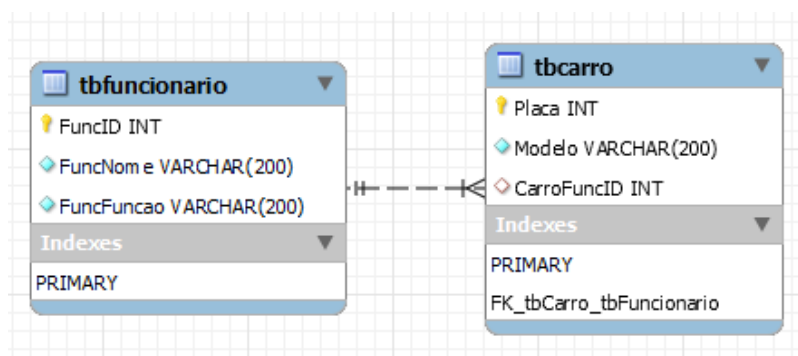 tbfuncionario
FuncID INT
FuncNome VARCHAR(200)
FuncFuncao VARCHAR(200)
Indexes
PRIMARY
tbcarro
Placa INT
Modelo VARCHAR(200)
CarroFuncID INT
Indexes
PRIMARY
FK_tbCarro_tbFuncionario